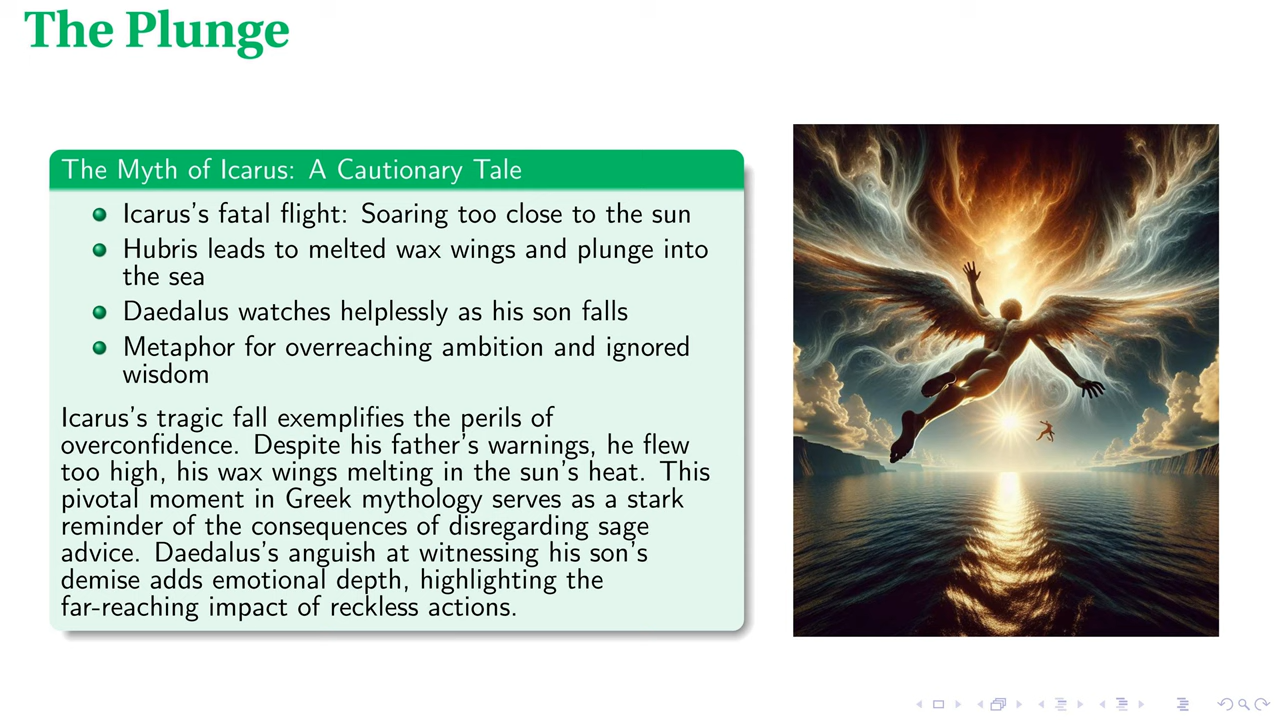 The Plunge
The Myth of Icarus: A Cautionary Tale
Icarus's fatal flight: Soaring too close to the sun
Hubris leads to melted wax wings and plunge into
the sea
Daedalus watches helplessly as his son falls
Metaphor for overreaching ambition and ignored
wisdom
Icarus's tragic fall exemplifies the perils of
overconfidence. Despite his father's warnings, he flew
too high, his wax wings melting in the sun's heat. This
pivotal moment in Greek mythology serves as a stark
reminder of the consequences of disregarding sage
advice. Daedalus's anguish at witnessing his son's
demise adds emotional depth, highlighting the
far-reaching impact of reckless actions.